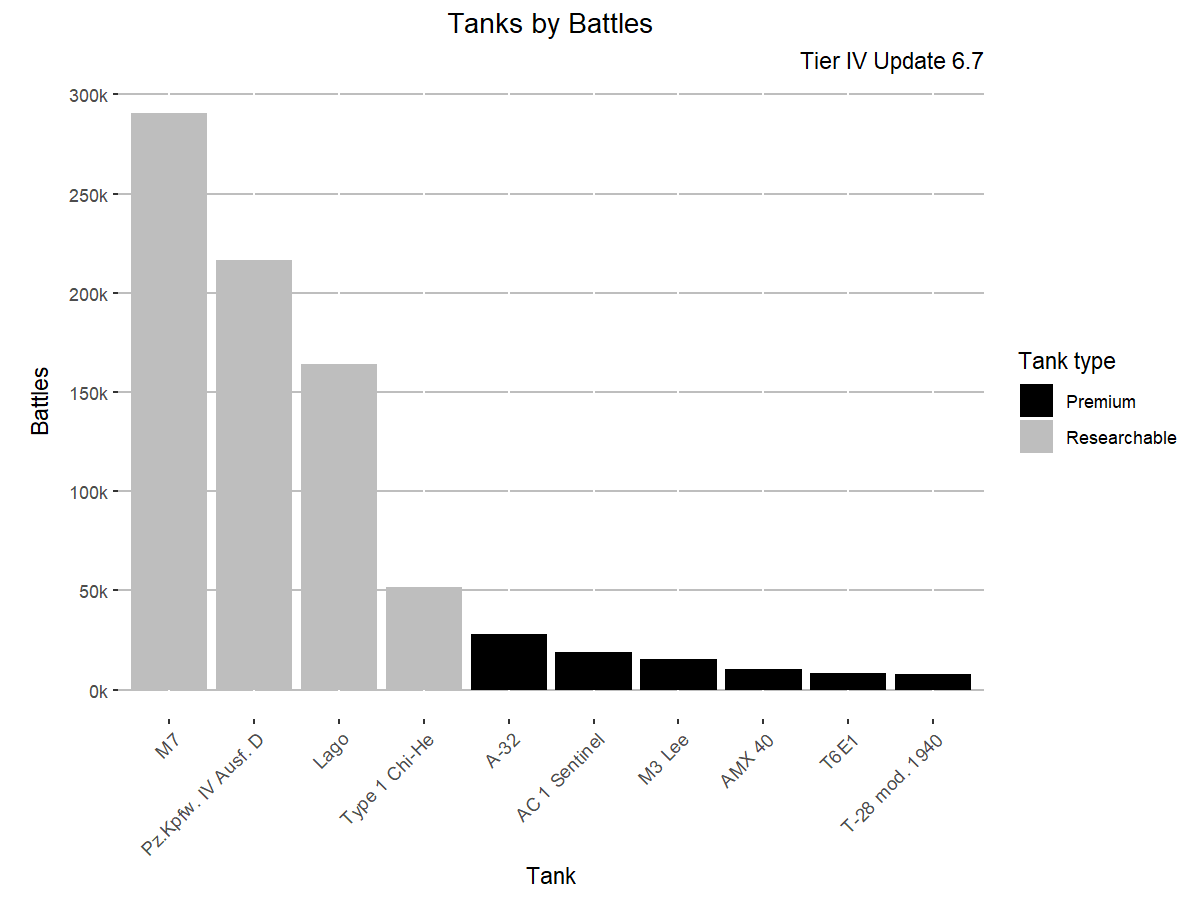 Tanks by Battles
Tier IV Update 6.7
300k
250k
200k
150k
100k
50k
0k
Battles
M7
Pz.Kpfw. IV Ausf. D
Lago
Type 1 Chi-He
A-32
AC 1 Sentinel
M3 Lee
AMX 40
T6E1
T-28 mod. 1940
Tank
Tank type
Premium
Researchable